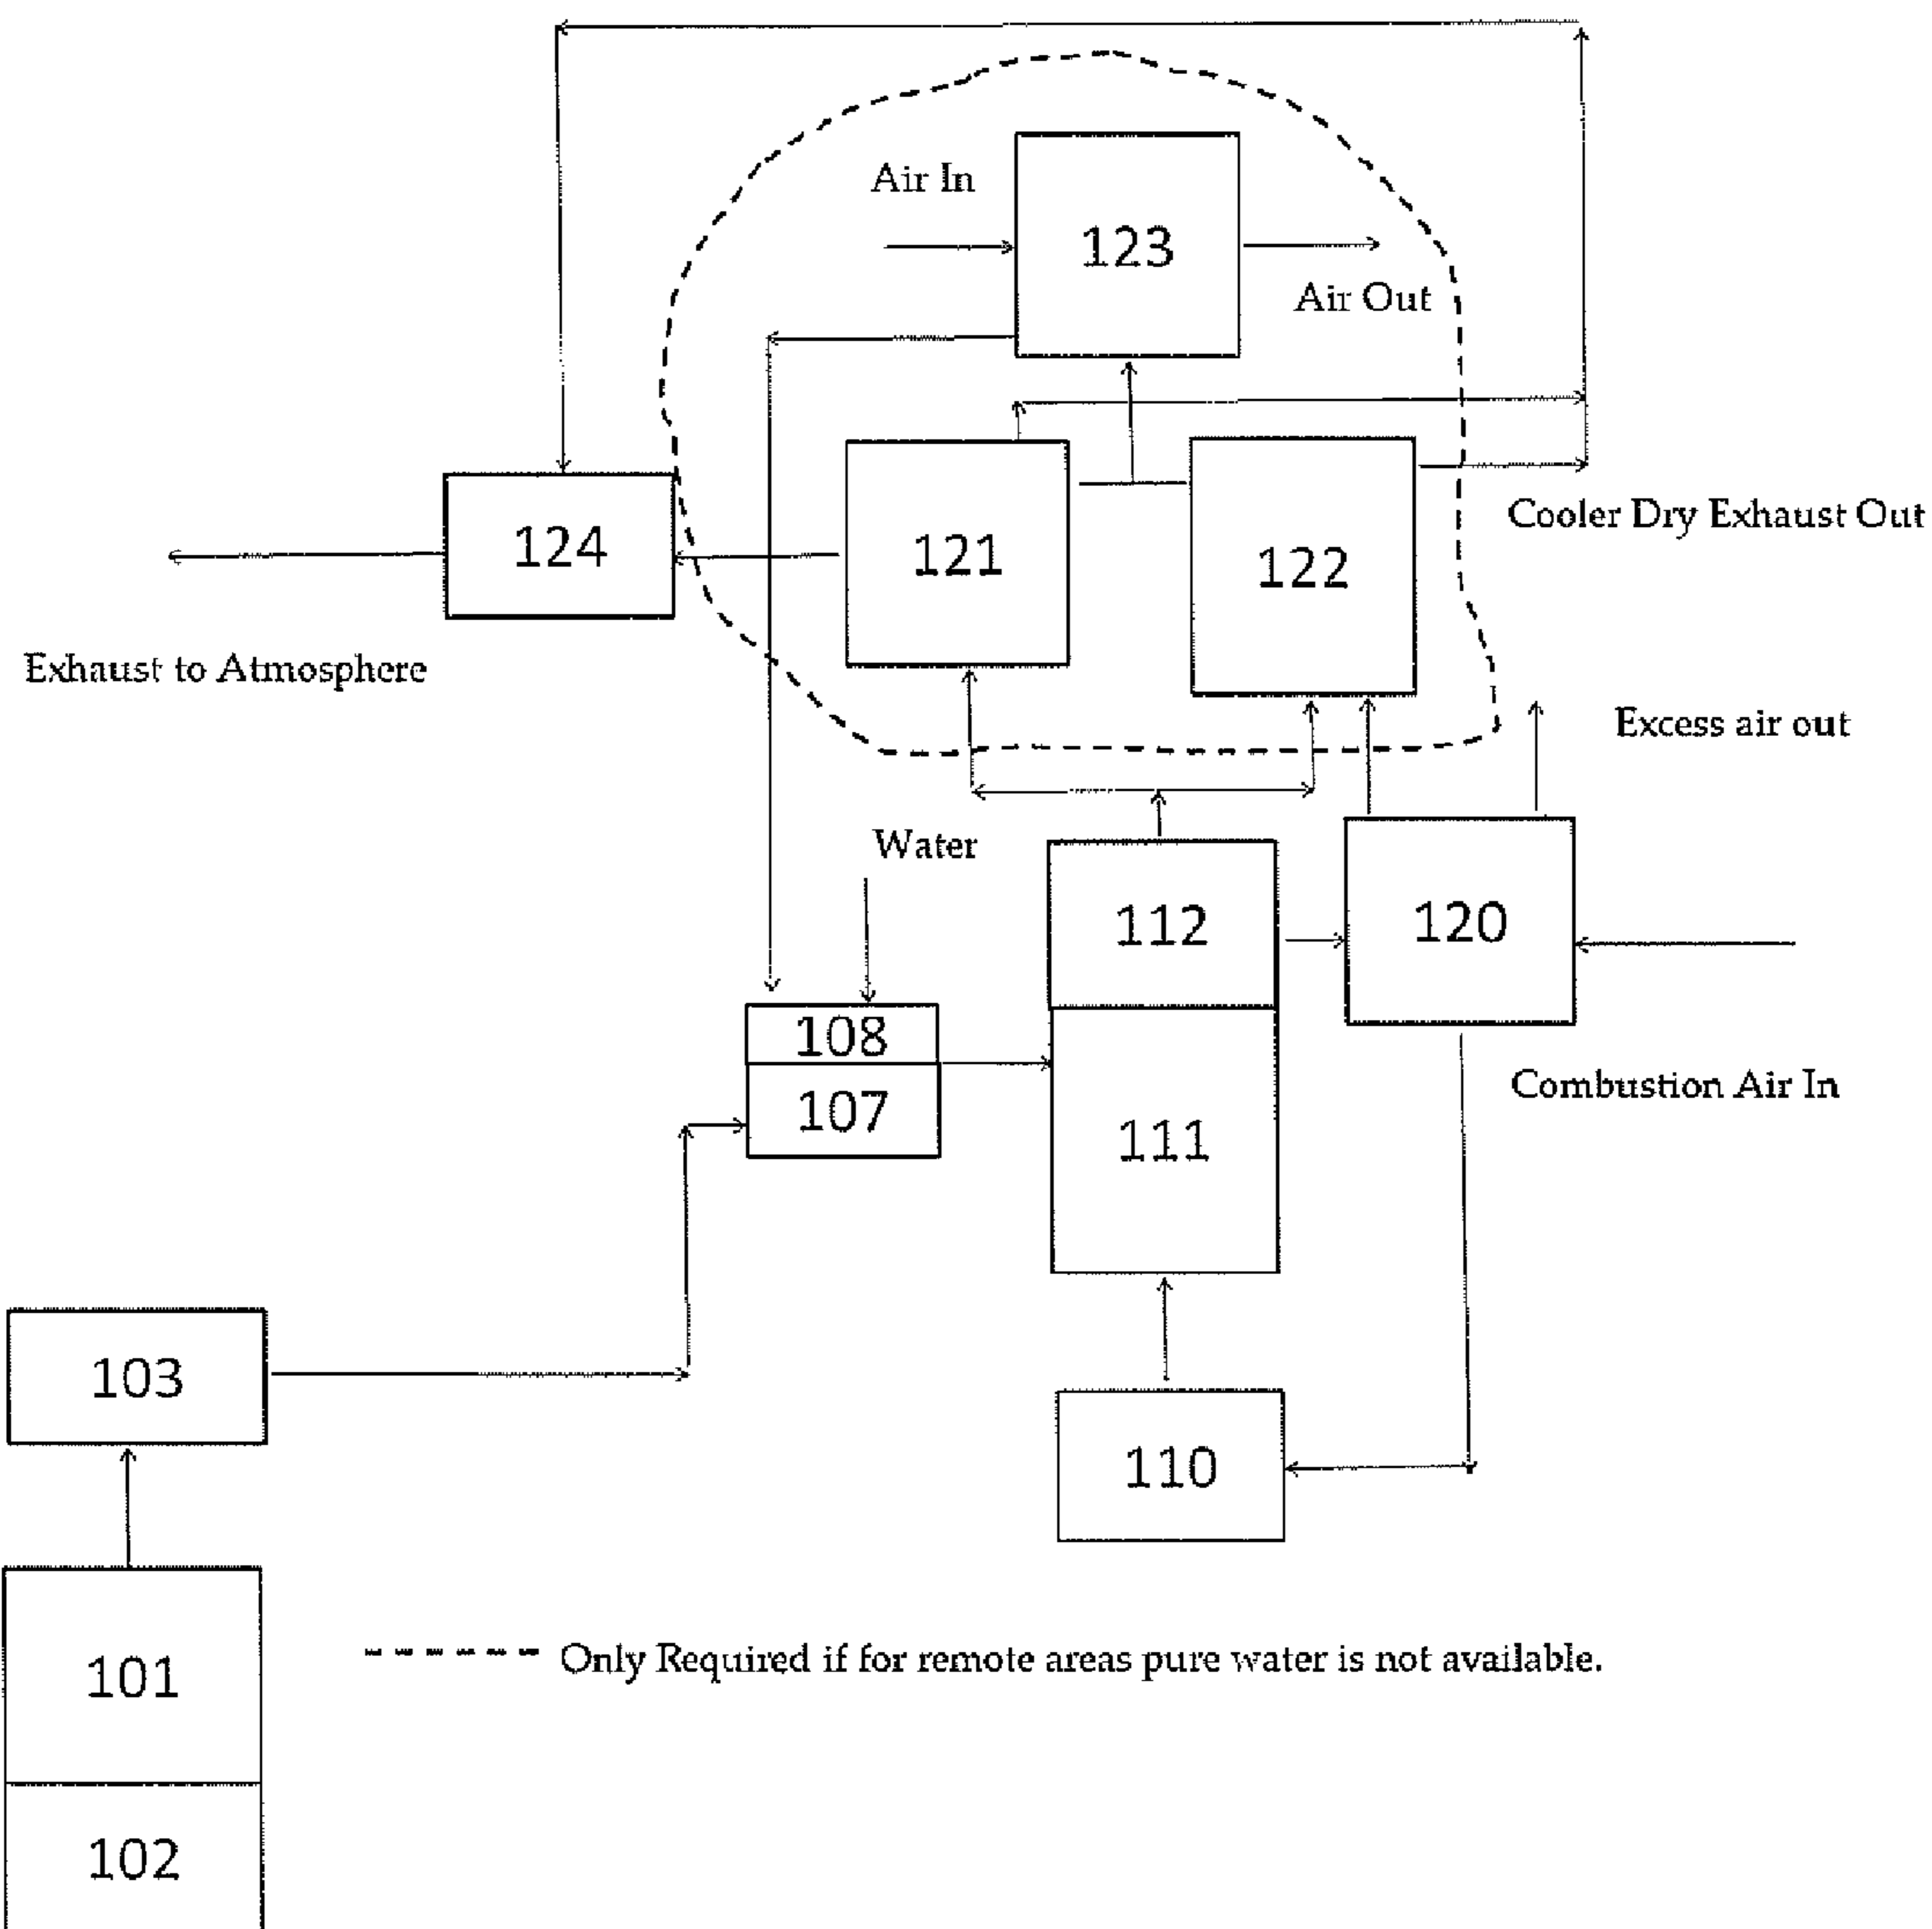 Air In
123
Air Out
124
121
122
Cooler Dry Exhaust Out
Exhaust to Atmosphere
Excess air out
Water
112
120
108
107
111
Combustion Air In
103
110
101
Only Required if for remote areas pure water is not available.
102